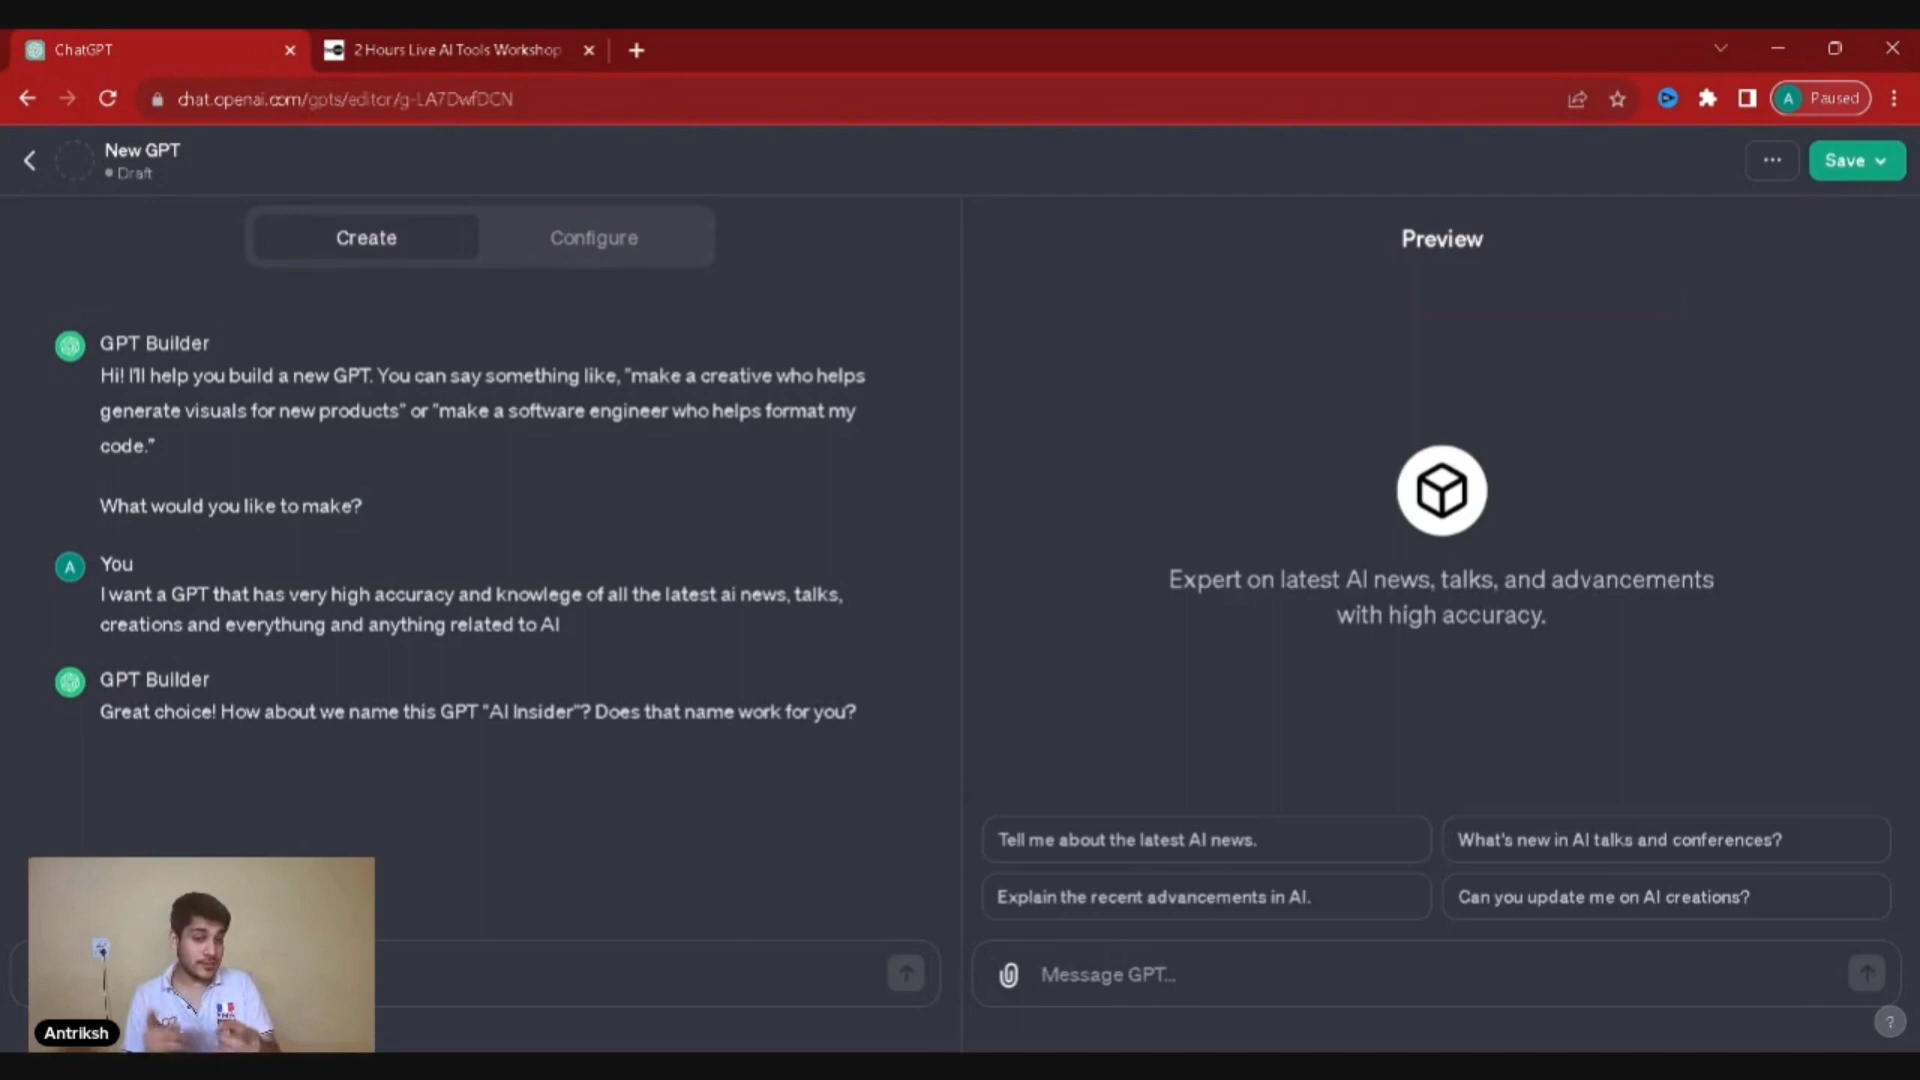 ChatGPT
2 Hours Live AI Tools Workshop
chat.openai.com/gpts/editor/g-LA7DwfDCN
A Paused
New GPT
Draft
Save
Create
Configure
Preview
GPT Builder
Hi! I'll help you build a new GPT. You can say something like, "make a creative who helps
generate visuals for new products" or "make a software engineer who helps format my
code."
What would you like to make?
A You
I want a GPT that has very high accuracy and knowlege of all the latest ai news, talks,
creations and everythung and anything related to AI
GPT Builder
Great choice! How about we name this GPT "AI Insider"? Does that name work for you?
Expert on latest AI news, talks, and advancements
with high accuracy.
Tell me about the latest AI news.
What's new in AI talks and conferences?
Explain the recent advancements in AI.
Can you update me on AI creations?
Message GPT...
?
Antriksh